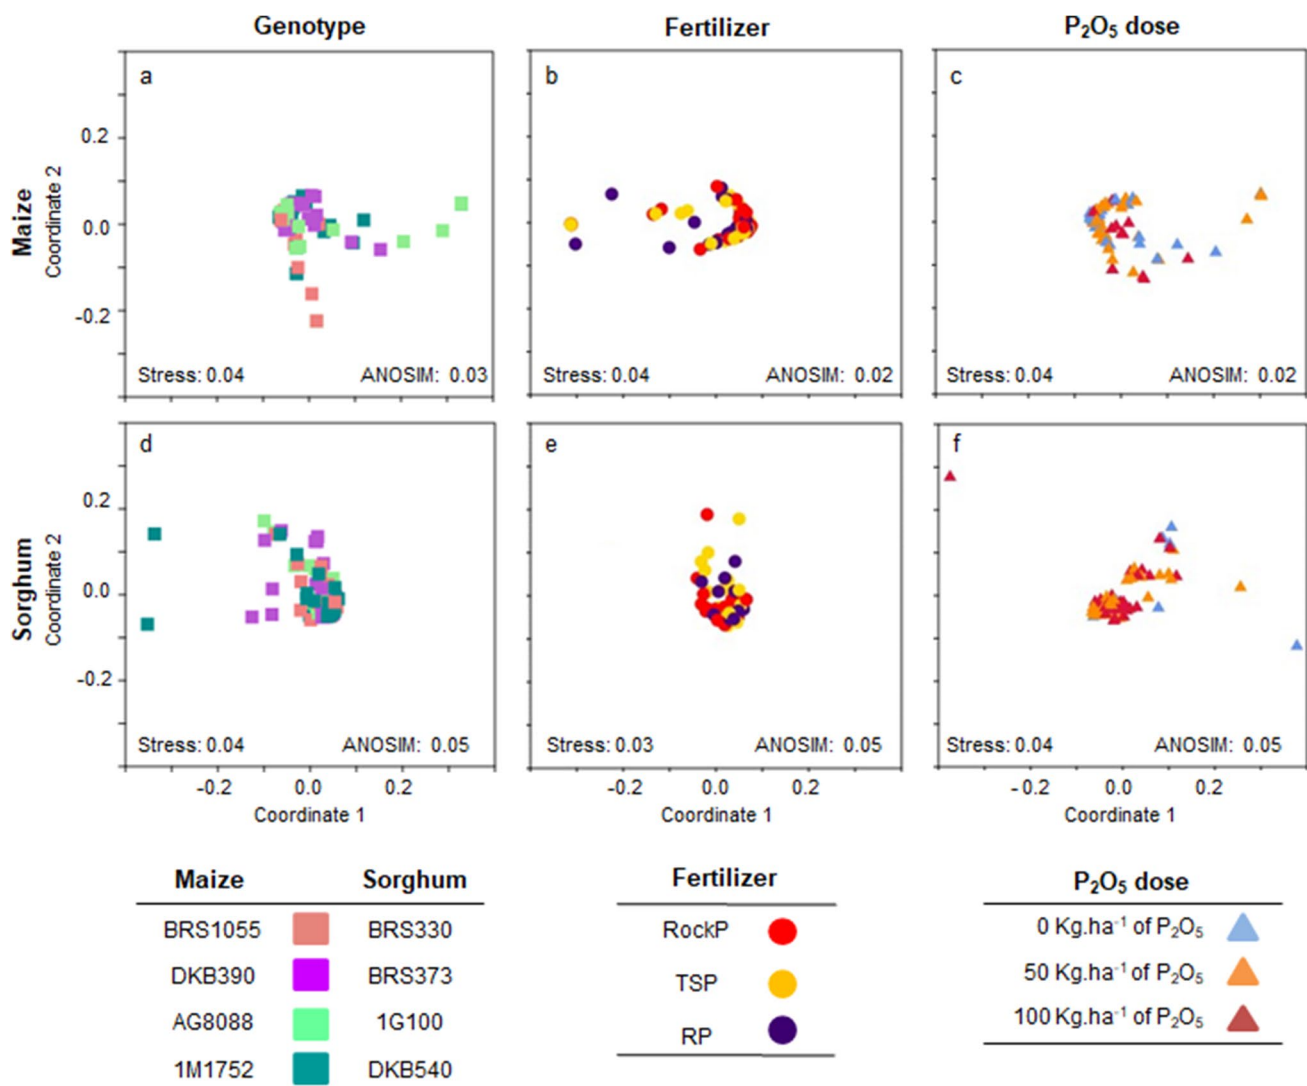 Genotype Fertilizer P₂O₅ dose
a b c
Maize
Coordinate 2
0.2
0.0
-0.2
Stress: 0.04 ANOSIM: 0.03 Stress: 0.04 ANOSIM: 0.02 Stress: 0.04 ANOSIM: 0.02
d e f
Sorghum
Coordinate 2
0.2
0.0
-0.2
Stress: 0.04 ANOSIM: 0.05 Stress: 0.03 ANOSIM: 0.05 Stress: 0.04 ANOSIM: 0.05
-0.2 0.0 0.2 -0.2 0.0 0.2 -0.2 0.0 0.2
Coordinate 1 Coordinate 1 Coordinate 1
Maize Sorghum
BRS1055 BRS330
DKB390 BRS373
AG8088 1G100
1M1752 DKB540
Fertilizer
RockP
TSP
RP
P₂O₅ dose
0 Kg.ha⁻¹ of P₂O₅
50 Kg.ha⁻¹ of P₂O₅
100 Kg.ha⁻¹ of P₂O₅